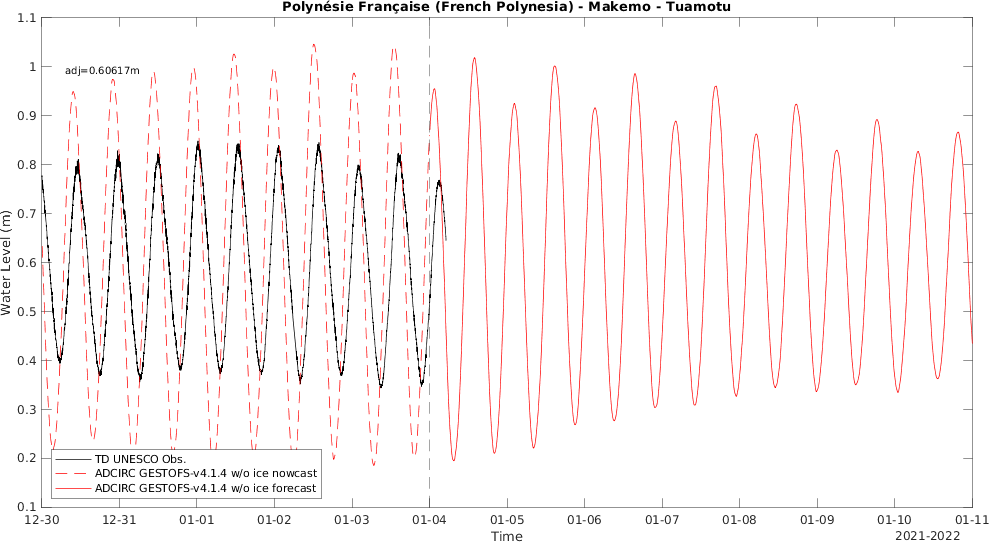 Polynésie Française (French Polynesia) - Makemo - Tuamotu
1.1
1
0.9
0.8
0.7
0.6
0.5
0.4
0.3
0.2
0.1
Water Level (m)
adj=0.60617m
TD UNESCO Obs.
ADCIRC GESTOFS-v4.1.4 w/o ice nowcast
ADCIRC GESTOFS-v4.1.4 w/o ice forecast
12-30 12-31 01-01 01-02 01-03 01-04 01-05 01-06 01-07 01-08 01-09 01-10 01-11
Time
2021-2022